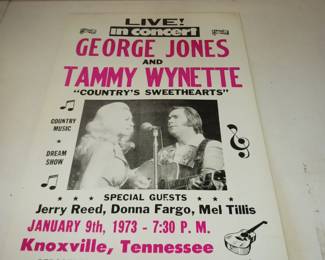 LIVE!
in concert
GEORGE JONES
AND
TAMMY WYNETTE
"COUNTRY'S SWEETHEARTS"
COUNTRY
MUSIC
DREAM
SHOW
SPECIAL GUESTS
Jerry Reed, Donna Fargo, Mel Tillis
JANUARY 9th, 1973 - 7:30 P. M.
Knoxville, Tennessee